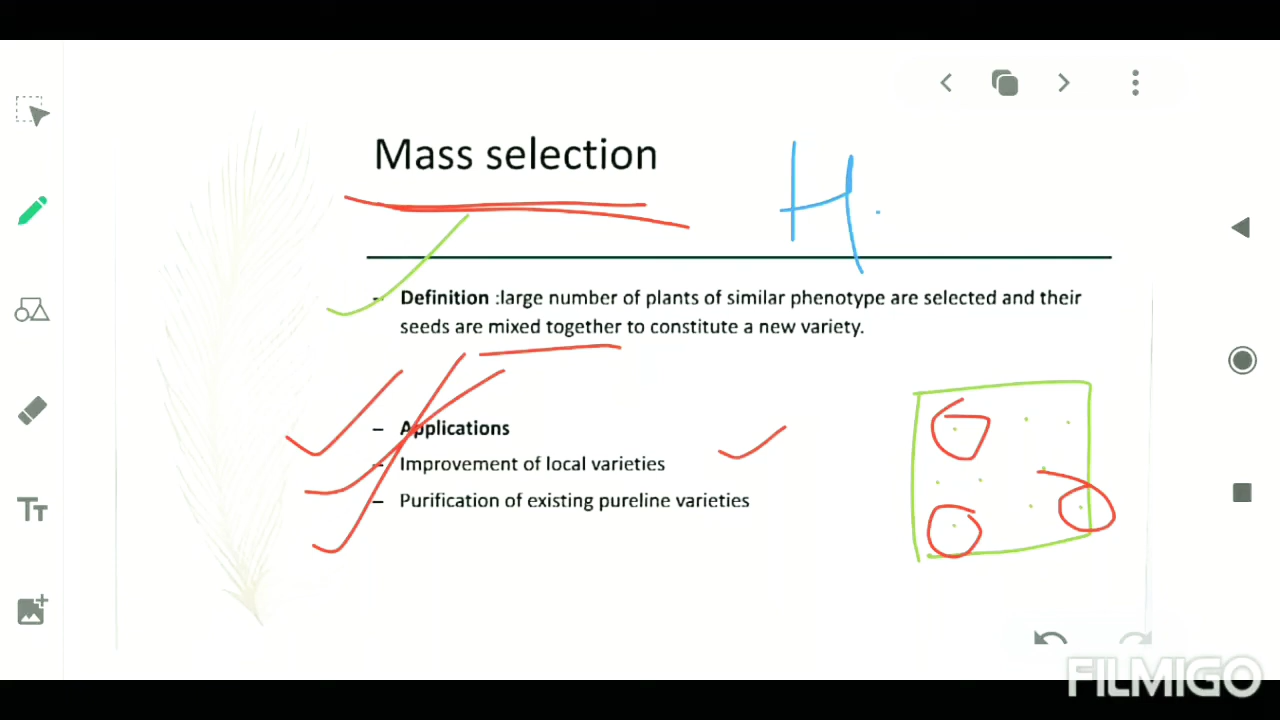 Mass selection
H
– Definition :large number of plants of similar phenotype are selected and their
seeds are mixed together to constitute a new variety.
– Applications
– Improvement of local varieties
– Purification of existing pureline varieties
TT
FILMIGO